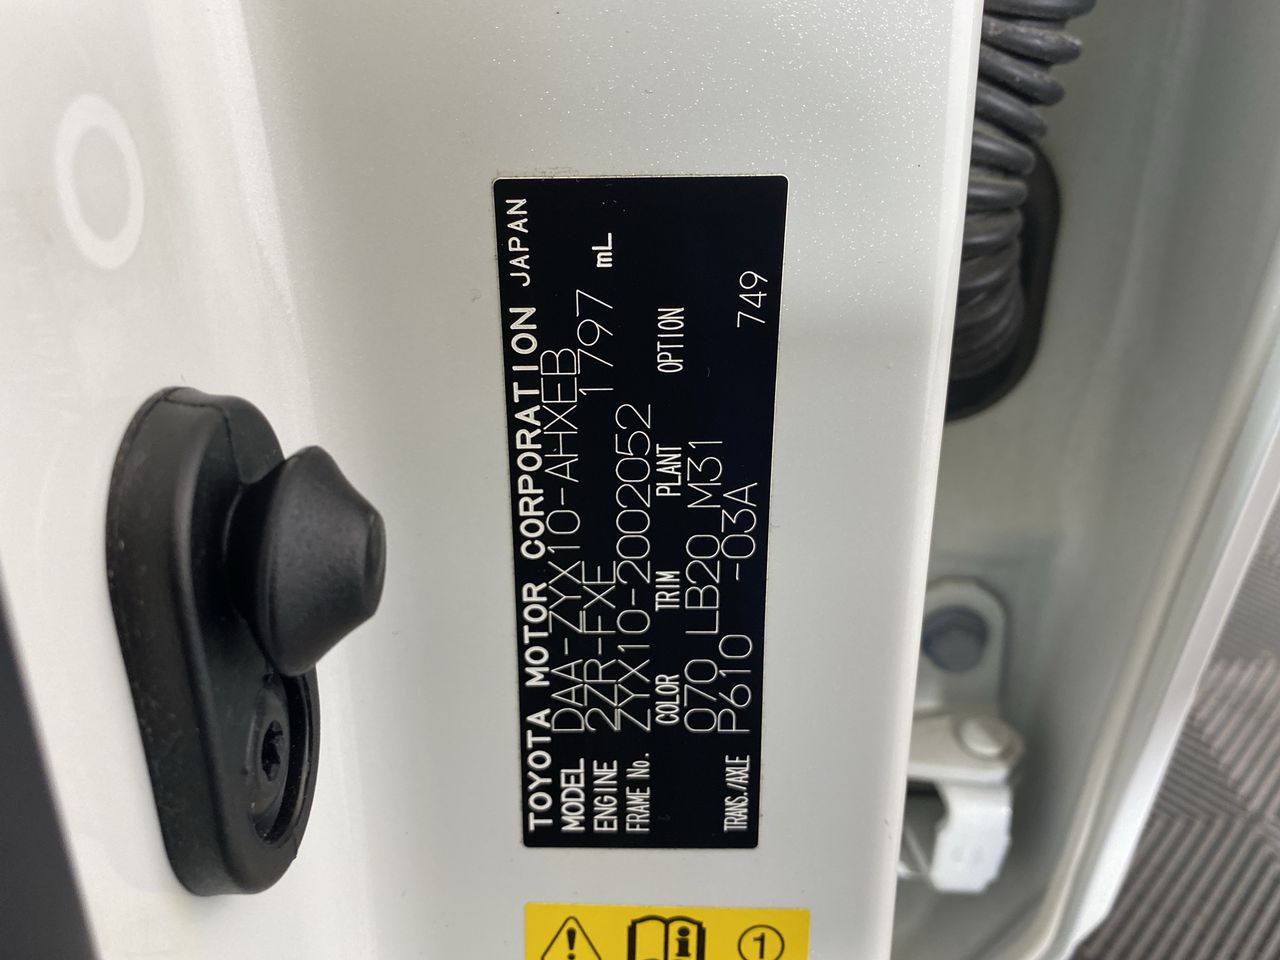 TOYOTA MOTOR CORPORATION JAPAN
MODEL DAA-ZYX10-AHXEB
ENGINE 2ZR-FXE 1797 mL
FRAME No. ZYX10-2002052
COLOR TRIM PLANT OPTION
070 LB20 M31
TRANS./AXLE P610 -03A 749
1